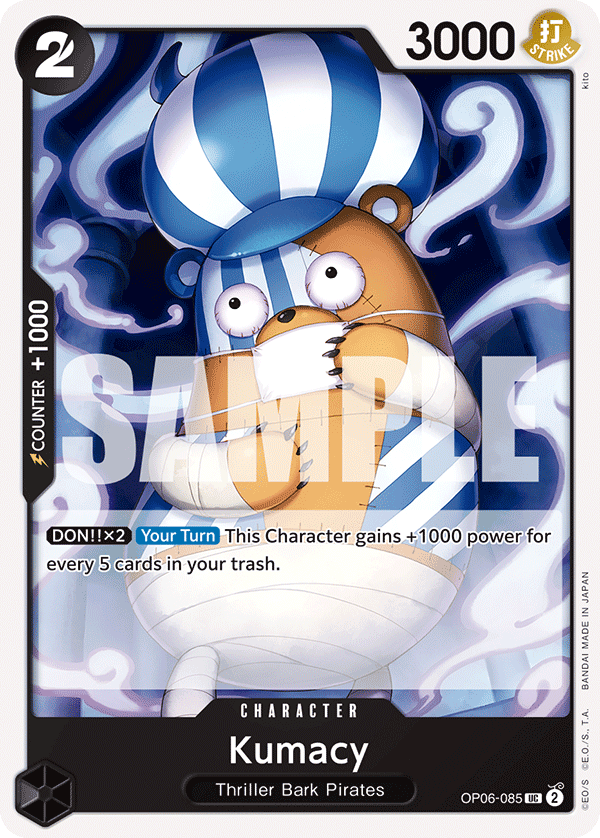 2
3000
打
STRIKE
kito
COUNTER +1000
SAMPLE
DON!!×2 Your Turn This Character gains +1000 power for
every 5 cards in your trash.
BANDAI MADE IN JAPAN
©EO/S ©E.O./S., T.A.
CHARACTER
Kumacy
Thriller Bark Pirates
OP06-085 UC 2